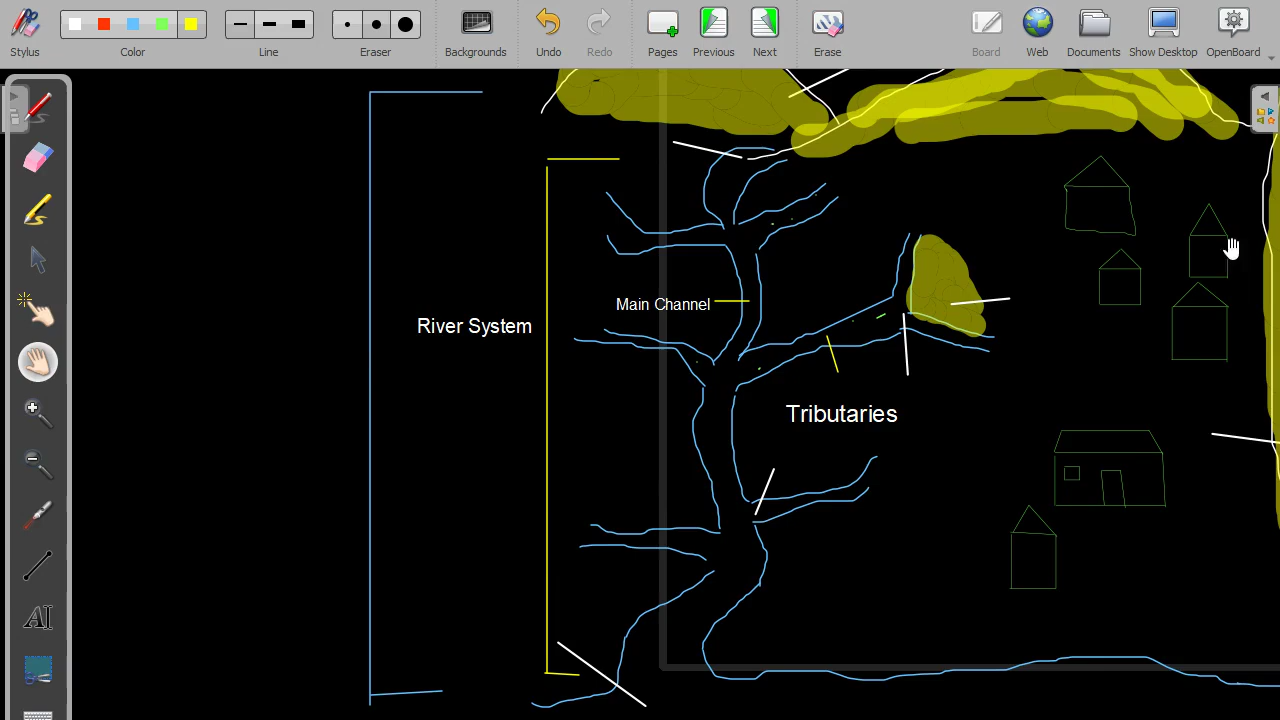 Stylus
Color
Line
Eraser
Backgrounds
Undo
Redo
Pages
Previous
Next
Erase
Board
Web
Documents
Show Desktop
OpenBoard
AI
Main Channel
River System
Tributaries